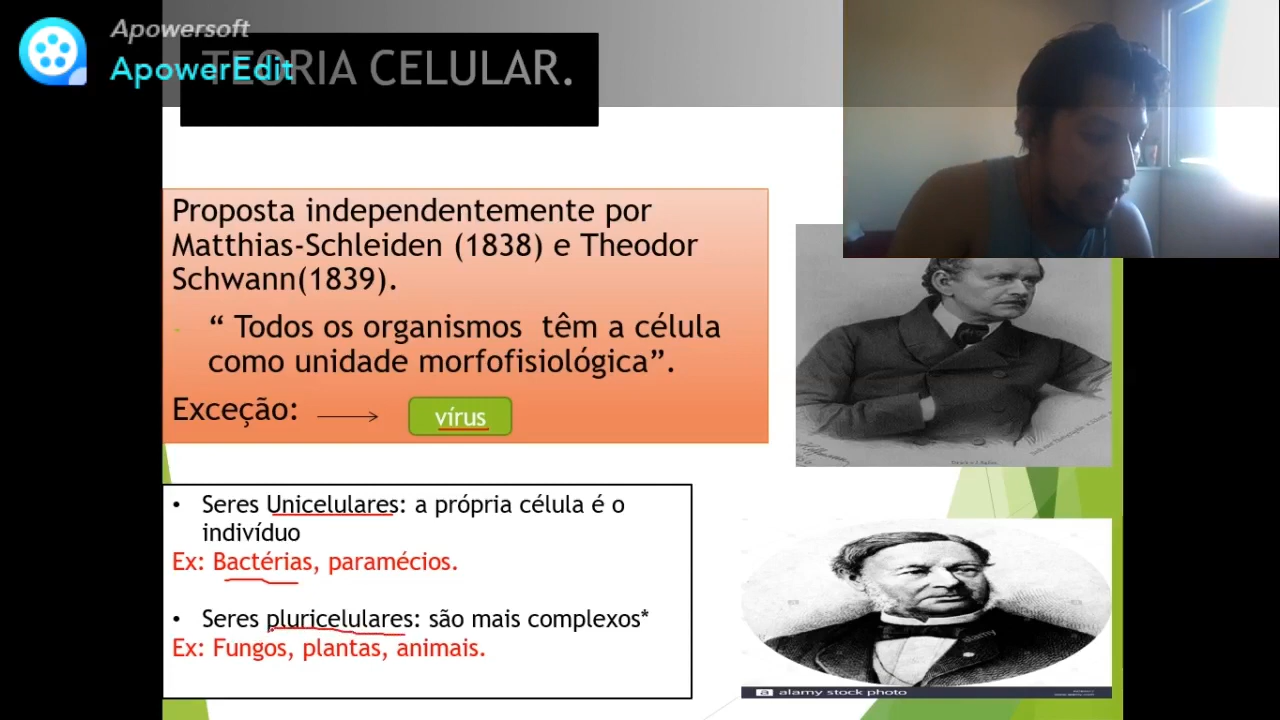 Apowersoft
ApowerEdit
TEORIA CELULAR.
Proposta independentemente por
Matthias-Schleiden (1838) e Theodor
Schwann(1839).
“ Todos os organismos têm a célula
como unidade morfofisiológica”.
Exceção:
vírus
• Seres Unicelulares: a própria célula é o
indivíduo
Ex: Bactérias, paramécios.
• Seres pluricelulares: são mais complexos*
Ex: Fungos, plantas, animais.
alamy
a alamy stock photo